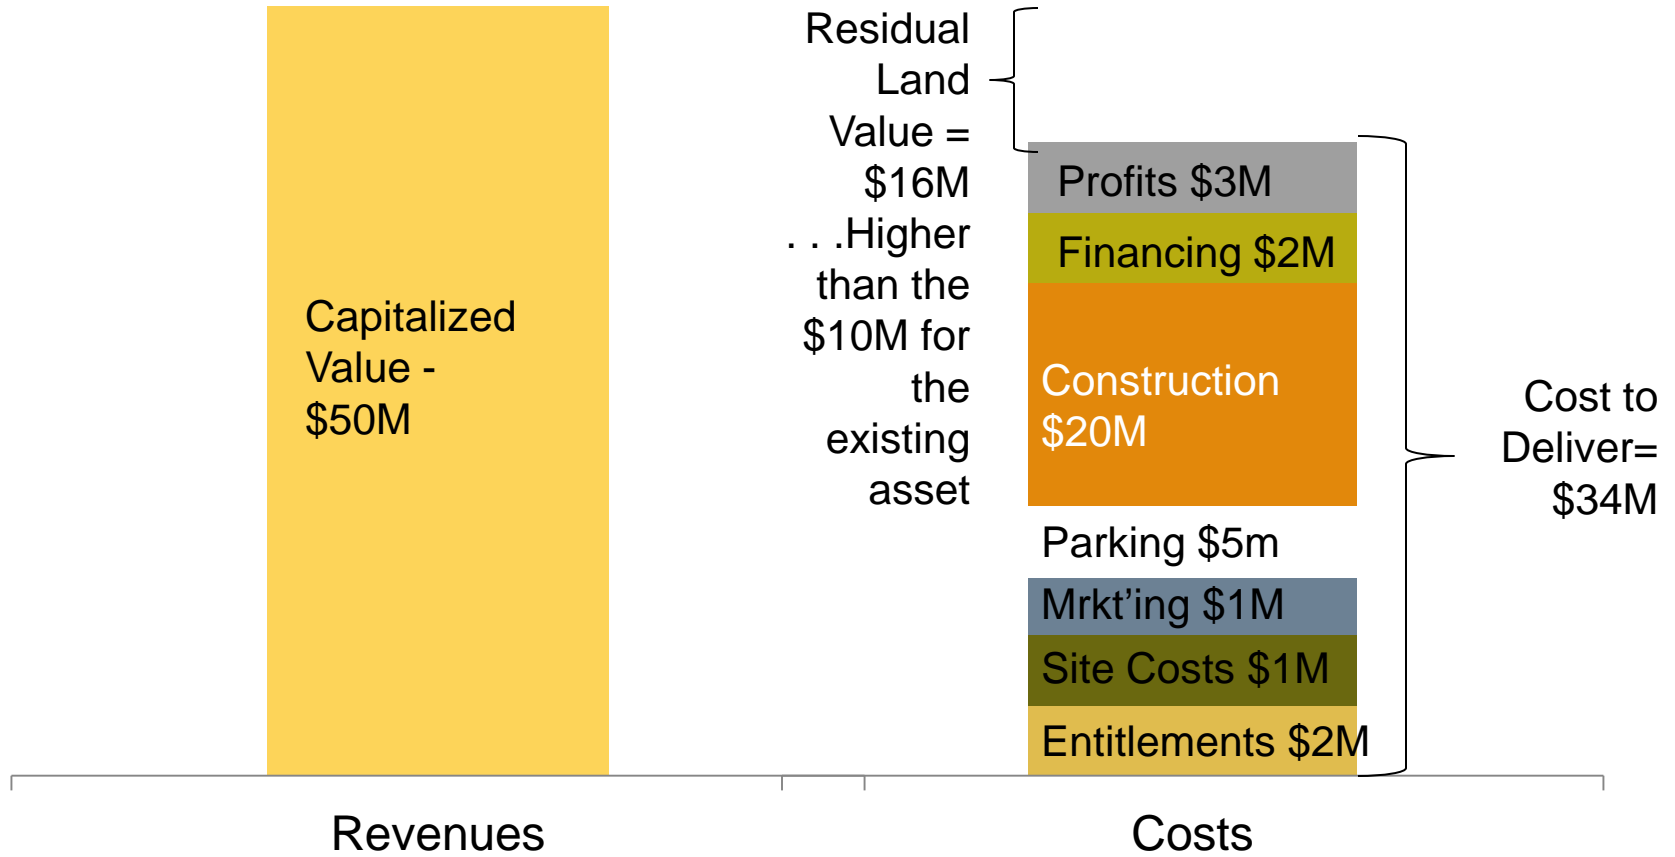 Capitalized
Value -
$50M
Residual
Land
Value =
$16M
. . .Higher
than the
$10M for
the
existing
asset
Profits $3M
Financing $2M
Construction
$20M
Parking $5m
Mrkt’ing $1M
Site Costs $1M
Entitlements $2M
Cost to
Deliver=
$34M
Revenues
Costs